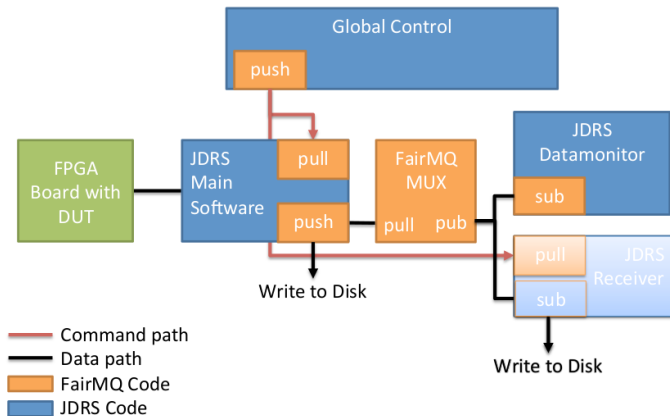 Global Control
push
FPGA
Board with
DUT
JDRS
Main
Software
pull
push
FairMQ
MUX
pull
pub
JDRS
Datamonitor
sub
pull
JDRS
Receiver
sub
Write to Disk
Write to Disk
Command path
Data path
FairMQ Code
JDRS Code